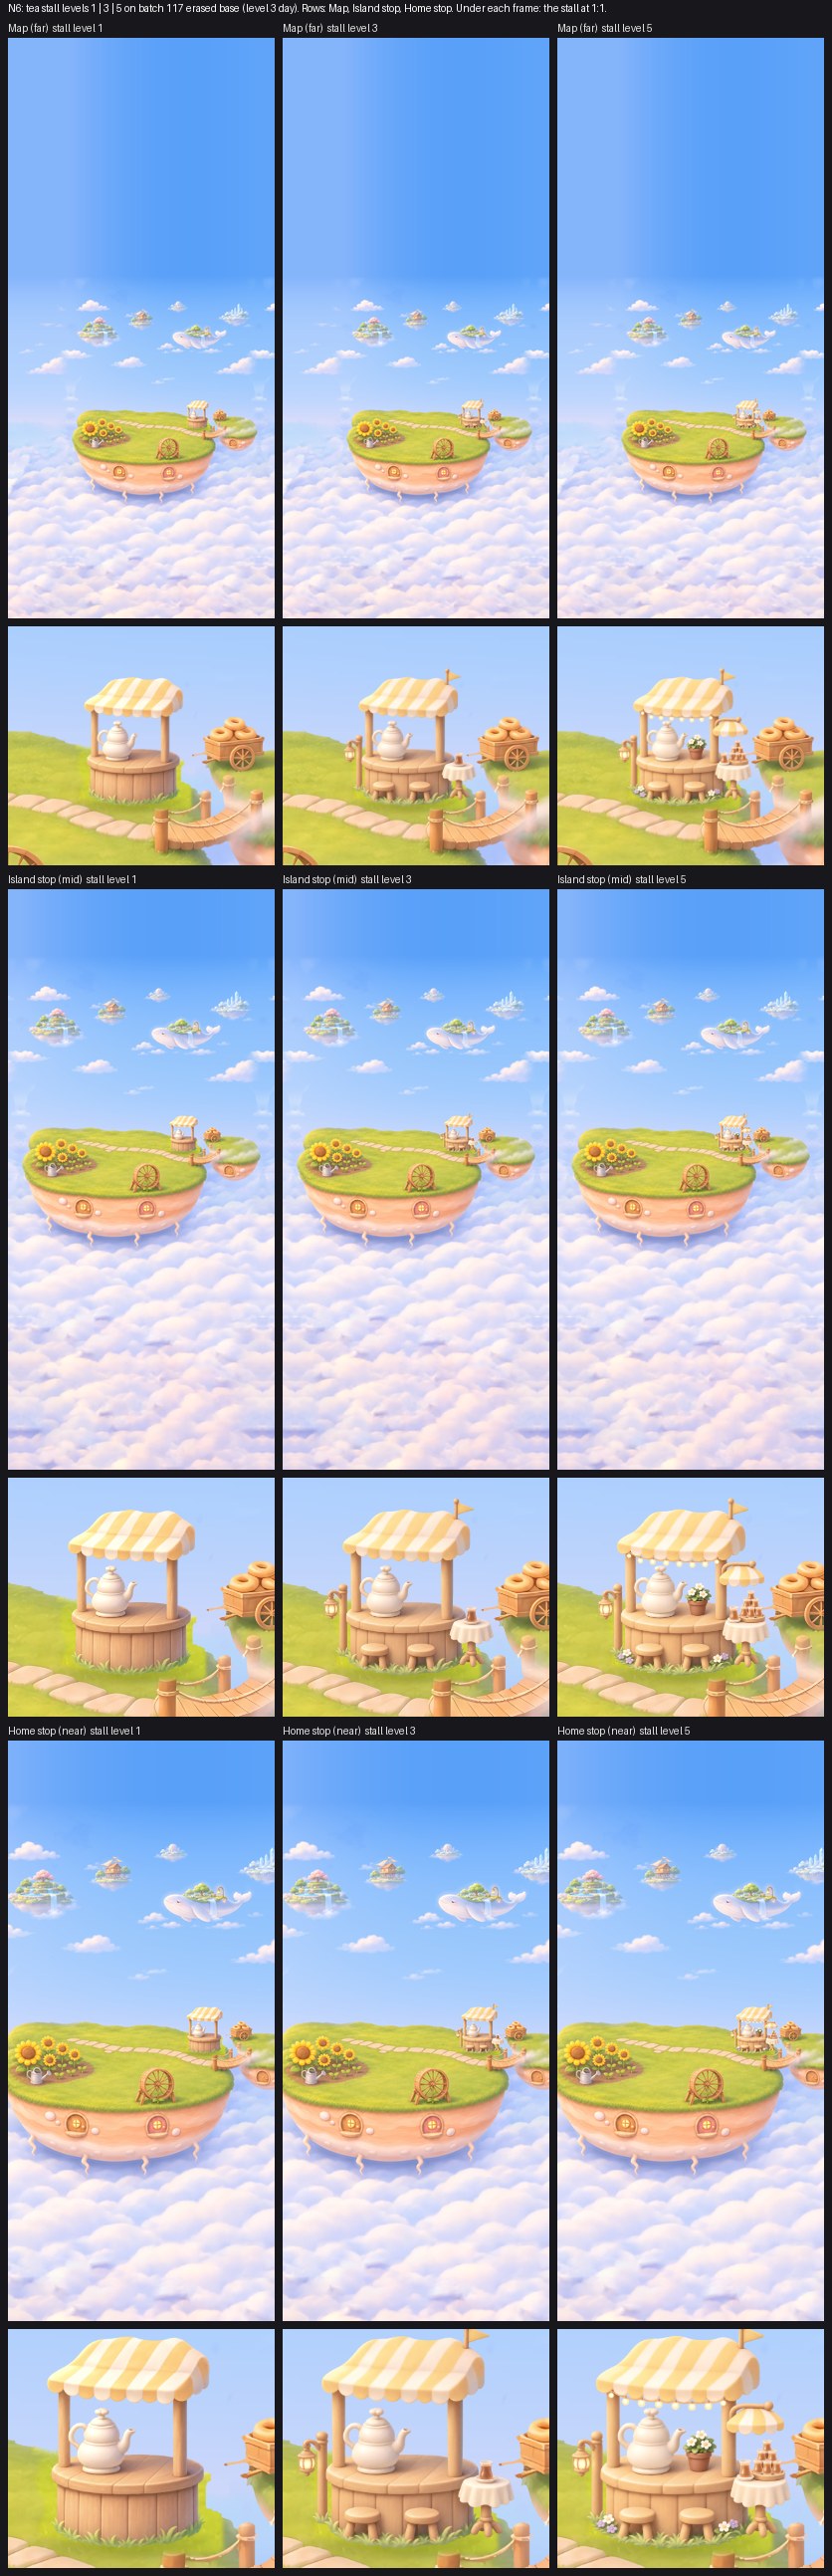 N6: tea stall levels 1 | 3 | 5 on batch 117 erased base (level 3 day). Rows: Map, Island stop, Home stop. Under each frame: the stall at 1:1.
Map (far) stall level 1
Map (far) stall level 3
Map (far) stall level 5
Island stop (mid) stall level 1
Island stop (mid) stall level 3
Island stop (mid) stall level 5
Home stop (near) stall level 1
Home stop (near) stall level 3
Home stop (near) stall level 5